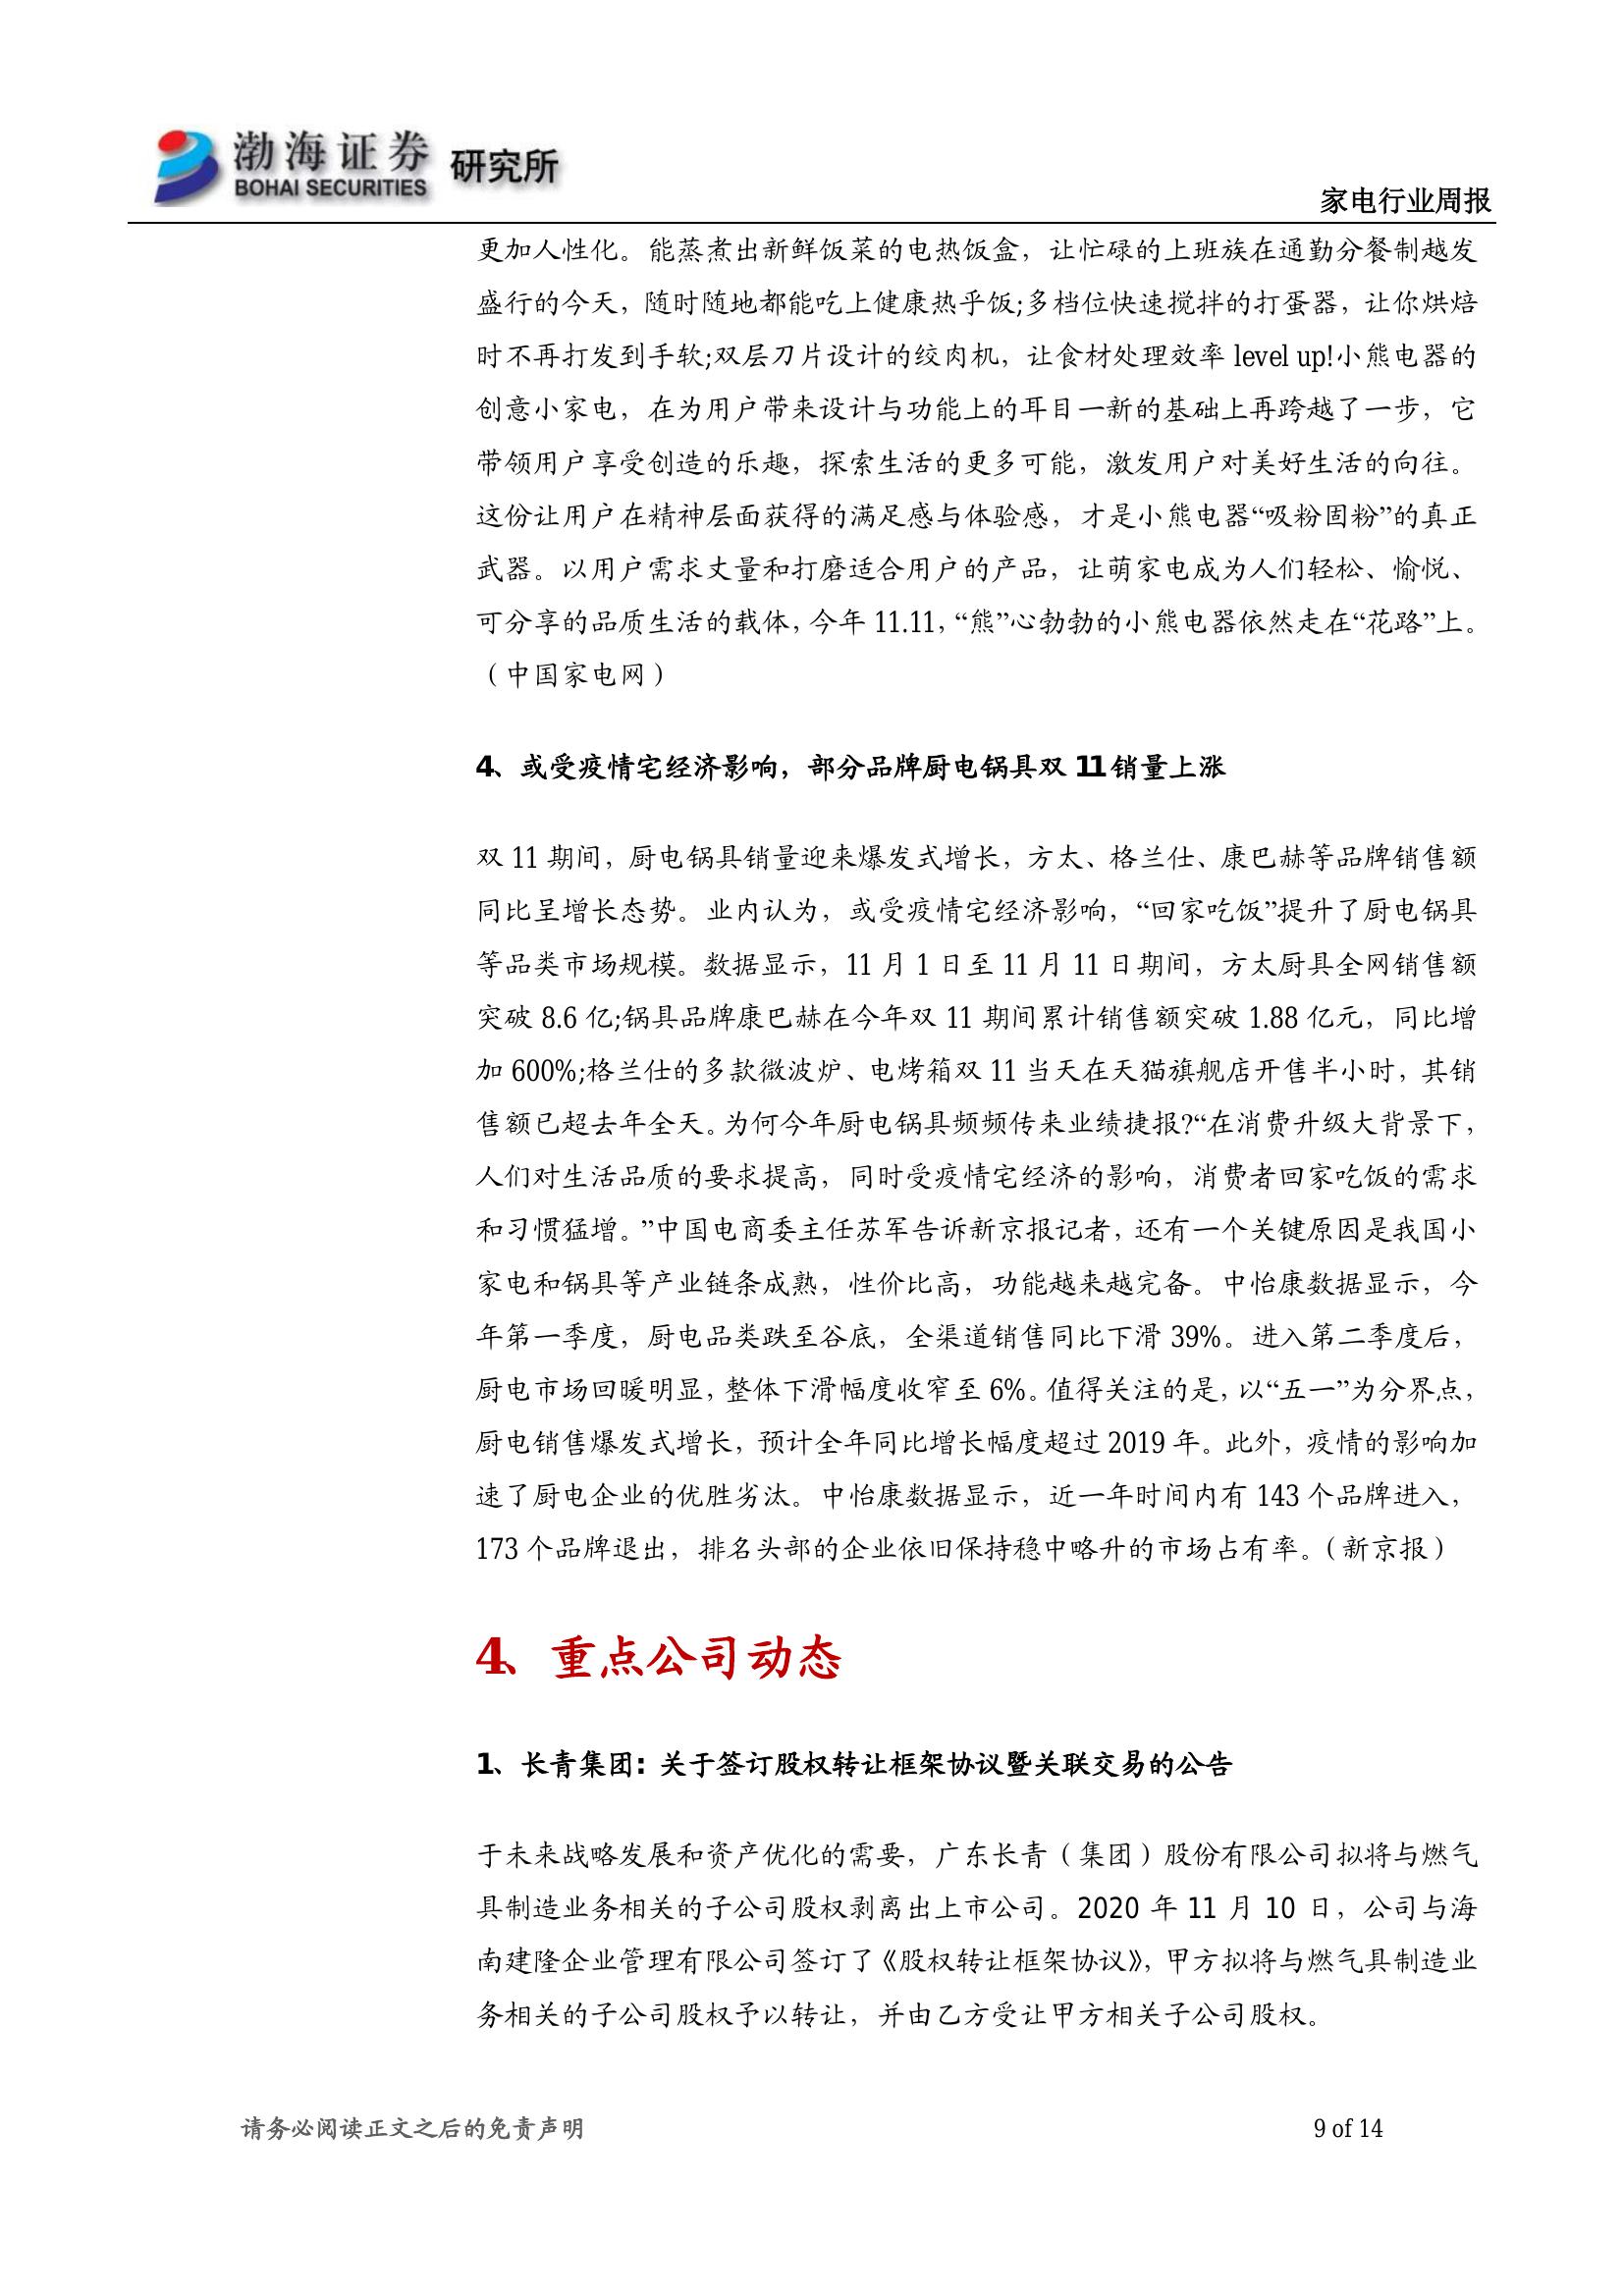 渤海证券 研究所
BOHAI SECURITIES
家电行业周报
更加人性化。能蒸煮出新鲜饭菜的电热饭盒，让忙碌的上班族在通勤分餐制越发
盛行的今天，随时随地都能吃上健康热乎饭;多档位快速搅拌的打蛋器，让你烘焙
时不再打发到手软;双层刀片设计的绞肉机，让食材处理效率 level up!小熊电器的
创意小家电，在为用户带来设计与功能上的耳目一新的基础上再跨越了一步，它
带领用户享受创造的乐趣，探索生活的更多可能，激发用户对美好生活的向往。
这份让用户在精神层面获得的满足感与体验感，才是小熊电器“吸粉固粉”的真正
武器。以用户需求丈量和打磨适合用户的产品，让萌家电成为人们轻松、愉悦、
可分享的品质生活的载体，今年 11.11，“熊”心勃勃的小熊电器依然走在“花路”上。
（中国家电网）
4、或受疫情宅经济影响，部分品牌厨电锅具双 11 销量上涨
双 11 期间，厨电锅具销量迎来爆发式增长，方太、格兰仕、康巴赫等品牌销售额
同比呈增长态势。业内认为，或受疫情宅经济影响，“回家吃饭”提升了厨电锅具
等品类市场规模。数据显示，11 月 1 日至 11 月 11 日期间，方太厨具全网销售额
突破 8.6 亿;锅具品牌康巴赫在今年双 11 期间累计销售额突破 1.88 亿元，同比增
加 600%;格兰仕的多款微波炉、电烤箱双 11 当天在天猫旗舰店开售半小时，其销
售额已超去年全天。为何今年厨电锅具频频传来业绩捷报?“在消费升级大背景下，
人们对生活品质的要求提高，同时受疫情宅经济的影响，消费者回家吃饭的需求
和习惯猛增。”中国电商委主任苏军告诉新京报记者，还有一个关键原因是我国小
家电和锅具等产业链条成熟，性价比高，功能越来越完备。中怡康数据显示，今
年第一季度，厨电品类跌至谷底，全渠道销售同比下滑 39%。进入第二季度后，
厨电市场回暖明显，整体下滑幅度收窄至 6%。值得关注的是，以“五一”为分界点，
厨电销售爆发式增长，预计全年同比增长幅度超过 2019 年。此外，疫情的影响加
速了厨电企业的优胜劣汰。中怡康数据显示，近一年时间内有 143 个品牌进入，
173 个品牌退出，排名头部的企业依旧保持稳中略升的市场占有率。（新京报）
4、重点公司动态
1、长青集团：关于签订股权转让框架协议暨关联交易的公告
于未来战略发展和资产优化的需要，广东长青（集团）股份有限公司拟将与燃气
具制造业务相关的子公司股权剥离出上市公司。2020 年 11 月 10 日，公司与海
南建隆企业管理有限公司签订了《股权转让框架协议》，甲方拟将与燃气具制造业
务相关的子公司股权予以转让，并由乙方受让甲方相关子公司股权。
请务必阅读正文之后的免责声明
9 of 14